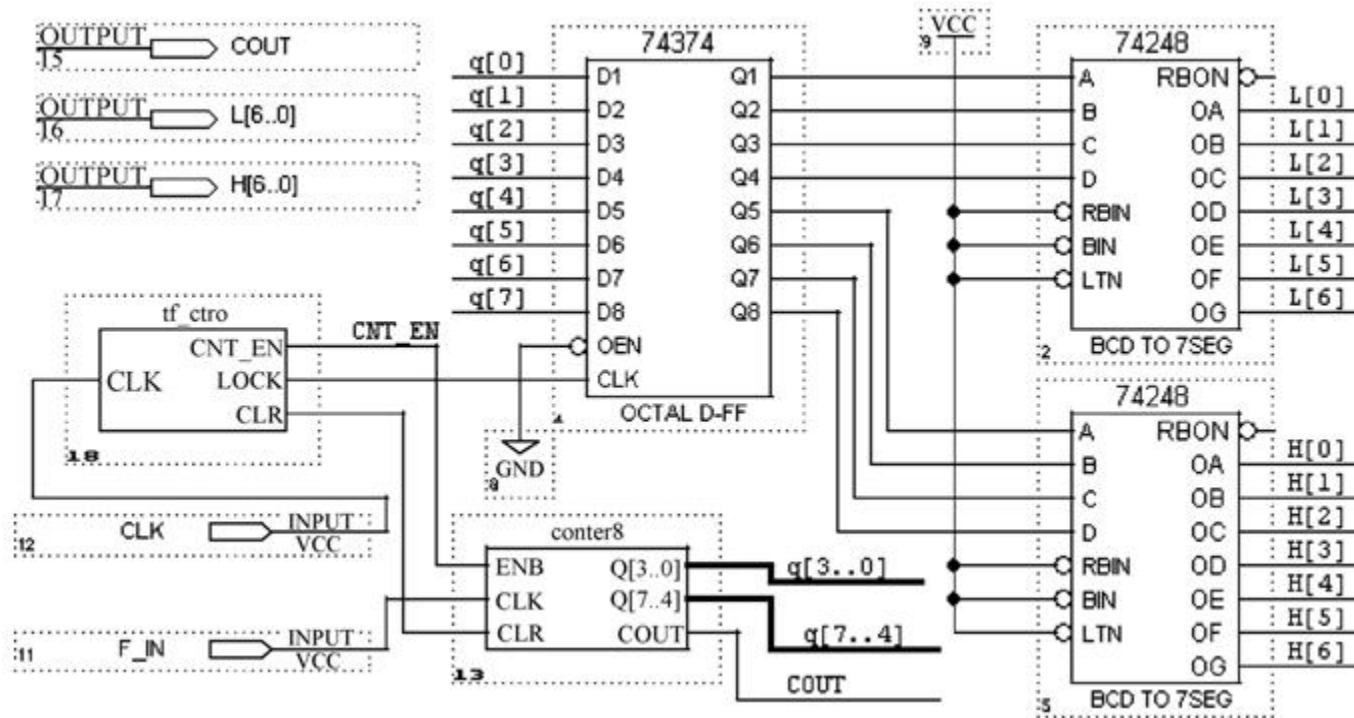 OUTPUT
15
COUT
OUTPUT
16
L[6..0]
OUTPUT
17
H[6..0]
74374
q[0] D1 Q1
q[1] D2 Q2
q[2] D3 Q3
q[3] D4 Q4
q[4] D5 Q5
q[5] D6 Q6
q[6] D7 Q7
q[7] D8 Q8
OEN
CLK
OCTAL D-FF
GND
VCC
9
74248
A RBON
B OA L[0]
C OB L[1]
D OC L[2]
RBIN OD L[3]
BIN OE L[4]
LTN OF L[5]
OG L[6]
2 BCD TO 7SEG
74248
A RBON
B OA H[0]
C OB H[1]
D OC H[2]
RBIN OD H[3]
BIN OE H[4]
LTN OF H[5]
OG H[6]
5 BCD TO 7SEG
tf_ctro
CNT_EN CNT_EN
CLK LOCK
CLR
18
12 CLK INPUT
VCC
11 F_IN INPUT
VCC
conter8
ENB Q[3..0] q[3..0]
CLK Q[7..4] q[7..4]
CLR COUT COUT
13